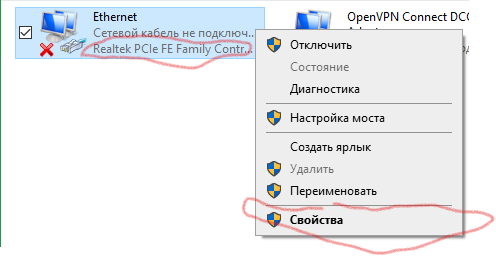 Ethernet
Сетевой кабель не подключ...
Realtek PCIe FE Family Contr...
OpenVPN Connect DCO
Отключить
Состояние
Диагностика
Настройка моста
Создать ярлык
Удалить
Переименовать
Свойства